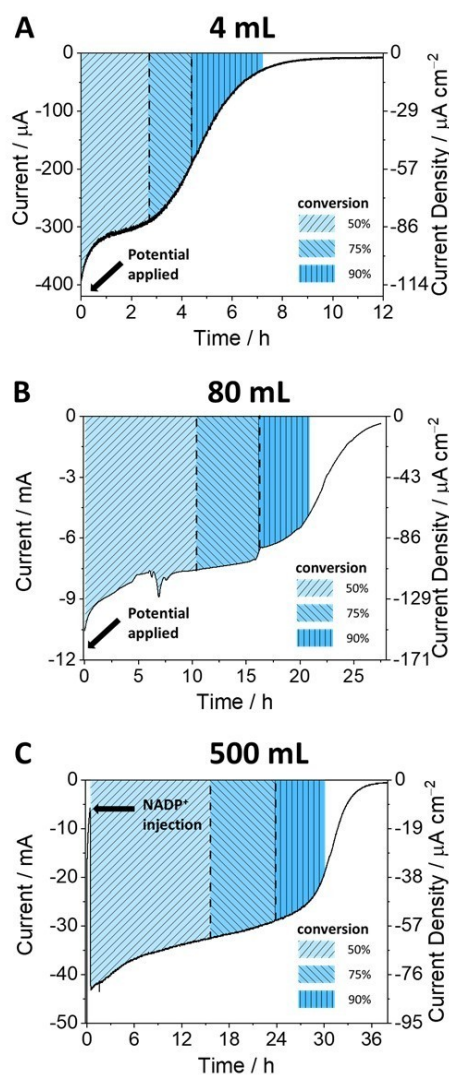 A
4 mL
Current / µA
0
-100
-200
-300
-400
0
-29
-57
-86
-114
Current Density / µA cm⁻²
Potential
applied
conversion
50%
75%
90%
0
2
4
6
8
10
12
Time / h
B
80 mL
Current / mA
0
-3
-6
-9
-12
0
-43
-86
-129
-171
Current Density / µA cm⁻²
Potential
applied
conversion
50%
75%
90%
0
5
10
15
20
25
Time / h
C
500 mL
Current / mA
0
-10
-20
-30
-40
-50
0
-19
-38
-57
-76
-95
Current Density / µA cm⁻²
NADP⁺
injection
conversion
50%
75%
90%
0
6
12
18
24
30
36
Time / h